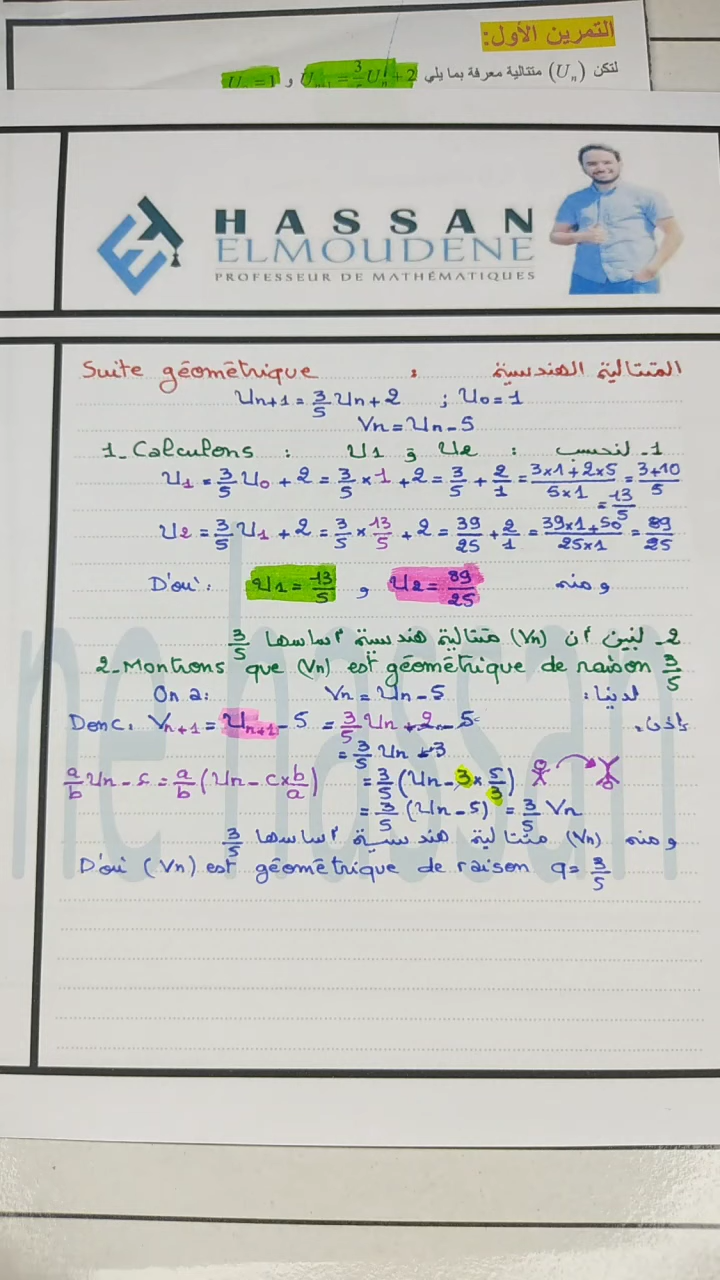 التمرين الأول:
لتكن (Uₙ) متتالية معرفة بما يلي Uₙ₊₁ = 3/5 Uₙ + 2 و U₀ = 1
HASSAN
ELMOUDENE
PROFESSEUR DE MATHÉMATIQUES
Suite géométrique : المتتالية الهندسية
Un+1 = 3/5 Un + 2 ; U0 = 1
Vn = Un - 5
1- Calculons : U1 و U2 : 1- لنحسب
U1 = 3/5 U0 + 2 = 3/5 × 1 + 2 = 3/5 + 2/1 = (3×1+2×5)/(5×1) = (3+10)/5
= 13/5
U2 = 3/5 U1 + 2 = 3/5 × 13/5 + 2 = 39/25 + 2/1 = (39×1+50)/(25×1) = 89/25
D'où: U1 = 13/5 و U2 = 89/25 ومنه
2- لنبين أن (Vn) متتالية هندسية أساسها 3/5
2- Montrons que (Vn) est géométrique de raison 3/5
On a: Vn = Un - 5 لدينا:
Donc: Vn+1 = Un+1 - 5 = 3/5 Un + 2 - 5 إذن:
= 3/5 Un - 3
a/b Un - c = a/b (Un - c × b/a) = 3/5 (Un - 3 × 5/3)
= 3/5 (Un - 5) = 3/5 Vn
ومنه (Vn) متتالية هندسية أساسها 3/5
D'où (Vn) est géométrique de raison q = 3/5
ne hassan